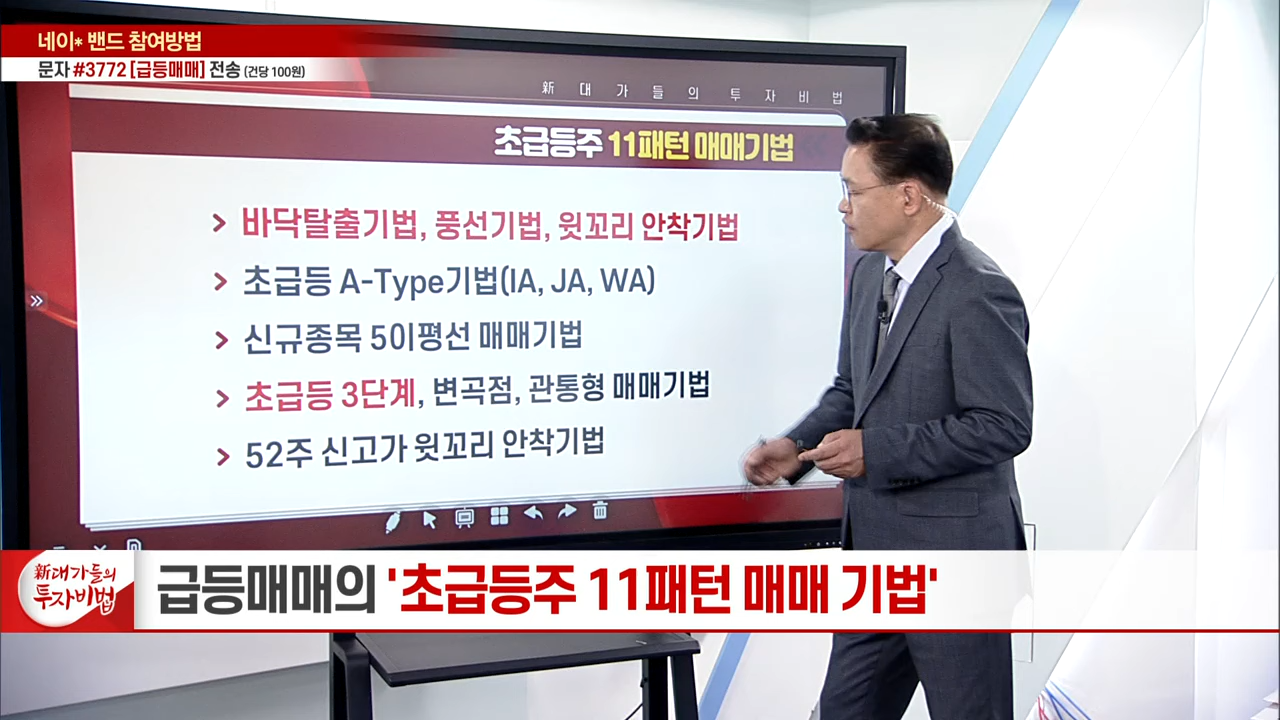 네이* 밴드 참여방법
문자 #3772 [급등매매] 전송 (건당 100원)
新 대가들의 투자비법
초급등주 11패턴 매매기법
바닥탈출기법, 풍선기법, 윗꼬리 안착기법
초급등 A-Type기법(IA, JA, WA)
신규종목 5이평선 매매기법
초급등 3단계, 변곡점, 관통형 매매기법
52주 신고가 윗꼬리 안착기법
新대가들의
투자비법
급등매매의 '초급등주 11패턴 매매 기법'